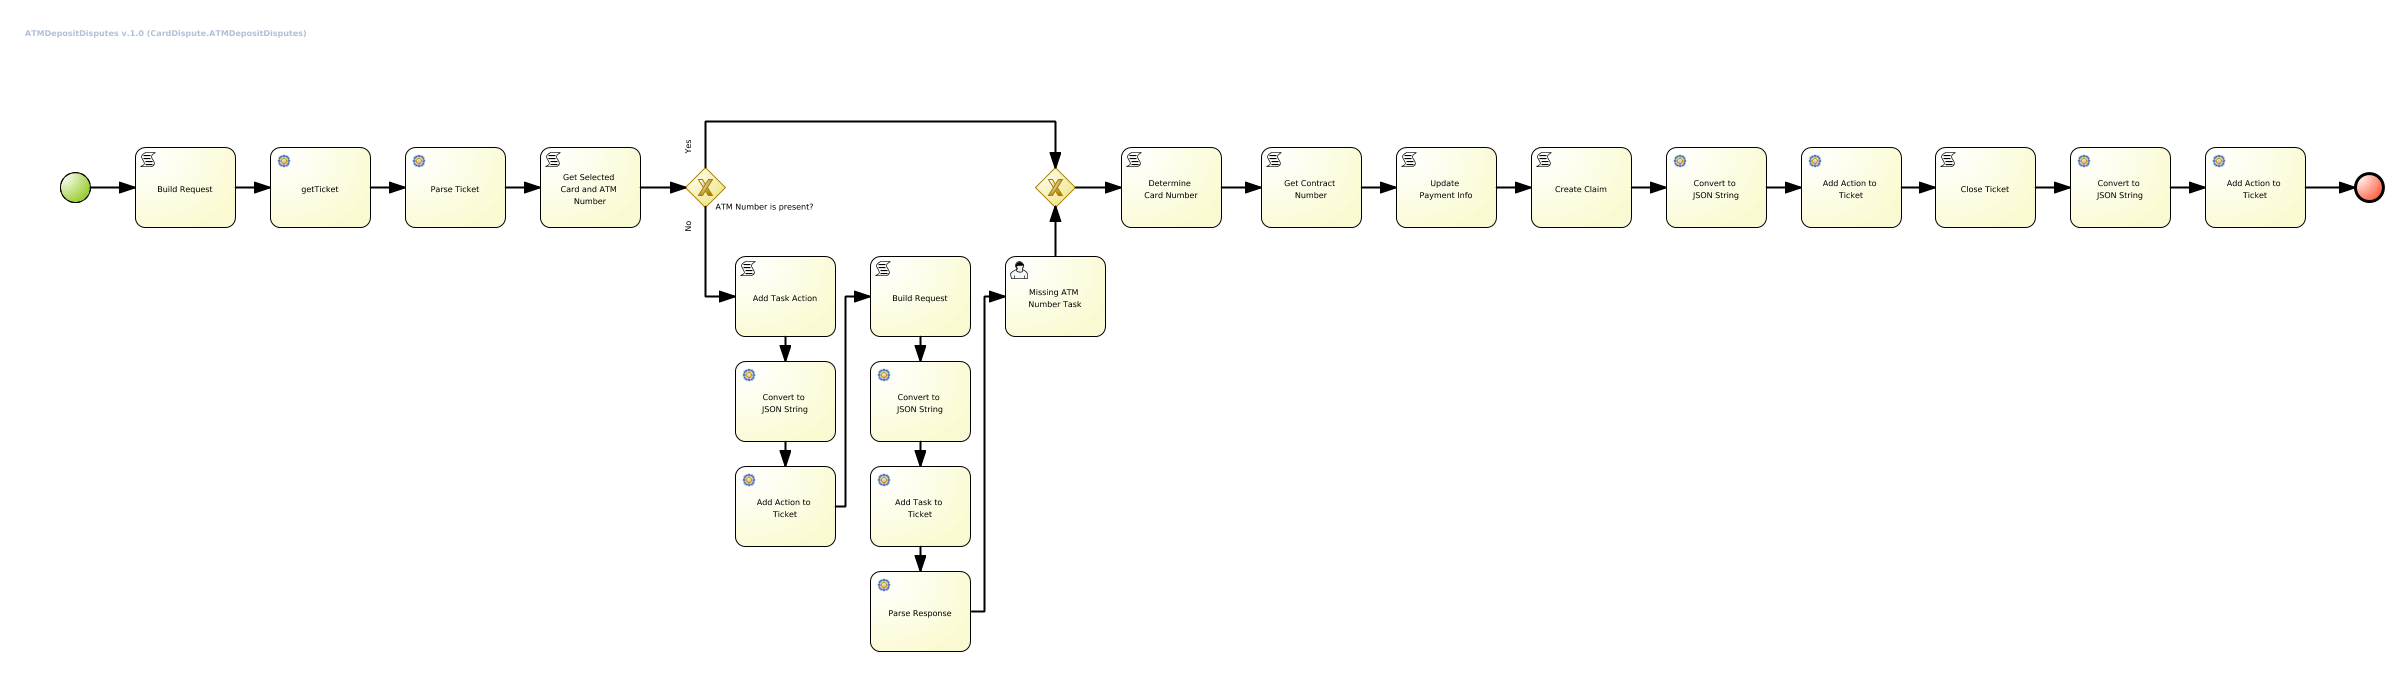 ATMDepositDisputes v.1.0 (CardDispute.ATMDepositDisputes)
Build Request
getTicket
Parse Ticket
Get Selected
Card and ATM
Number
Yes
ATM Number is present?
No
Determine
Card Number
Get Contract
Number
Update
Payment Info
Create Claim
Convert to
JSON String
Add Action to
Ticket
Close Ticket
Convert to
JSON String
Add Action to
Ticket
Add Task Action
Build Request
Missing ATM
Number Task
Convert to
JSON String
Convert to
JSON String
Add Action to
Ticket
Add Task to
Ticket
Parse Response